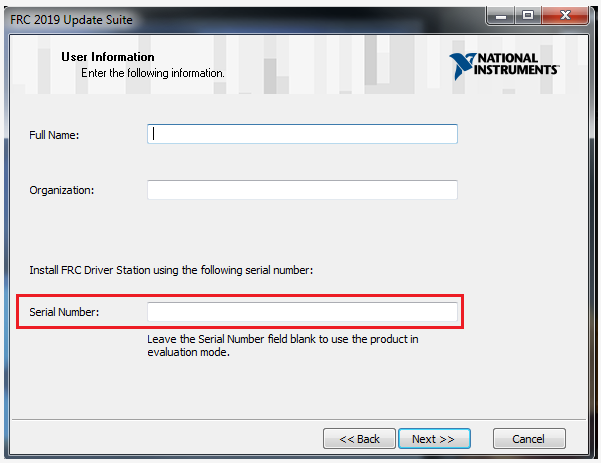 FRC 2019 Update Suite
User Information
Enter the following information.
NATIONAL
INSTRUMENTS
Full Name:
Organization:
Install FRC Driver Station using the following serial number:
Serial Number:
Leave the Serial Number field blank to use the product in
evaluation mode.
<< Back
Next >>
Cancel